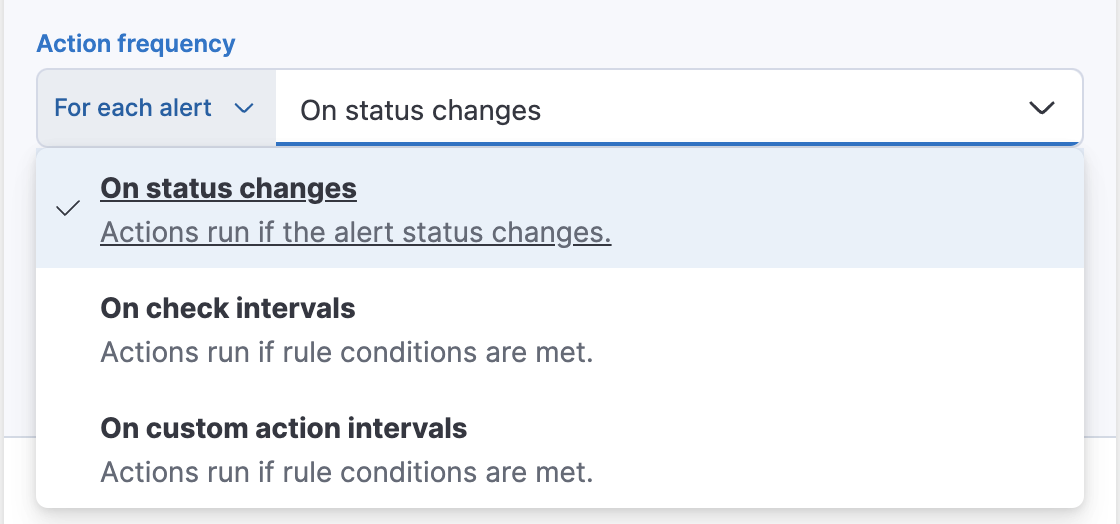 Action frequency
For each alert
On status changes
On status changes
Actions run if the alert status changes.
On check intervals
Actions run if rule conditions are met.
On custom action intervals
Actions run if rule conditions are met.